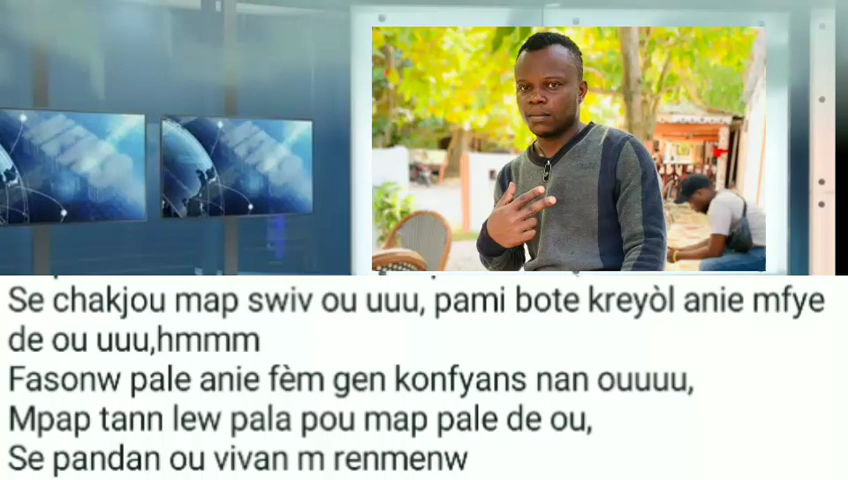 Se chakjou map swiv ou uuu, pami bote kreyòl anie mfye
de ou uuu,hmmm
Fasonw pale anie fèm gen konfyans nan ouuuu,
Mpap tann lew pala pou map pale de ou,
Se pandan ou vivan m renmenw